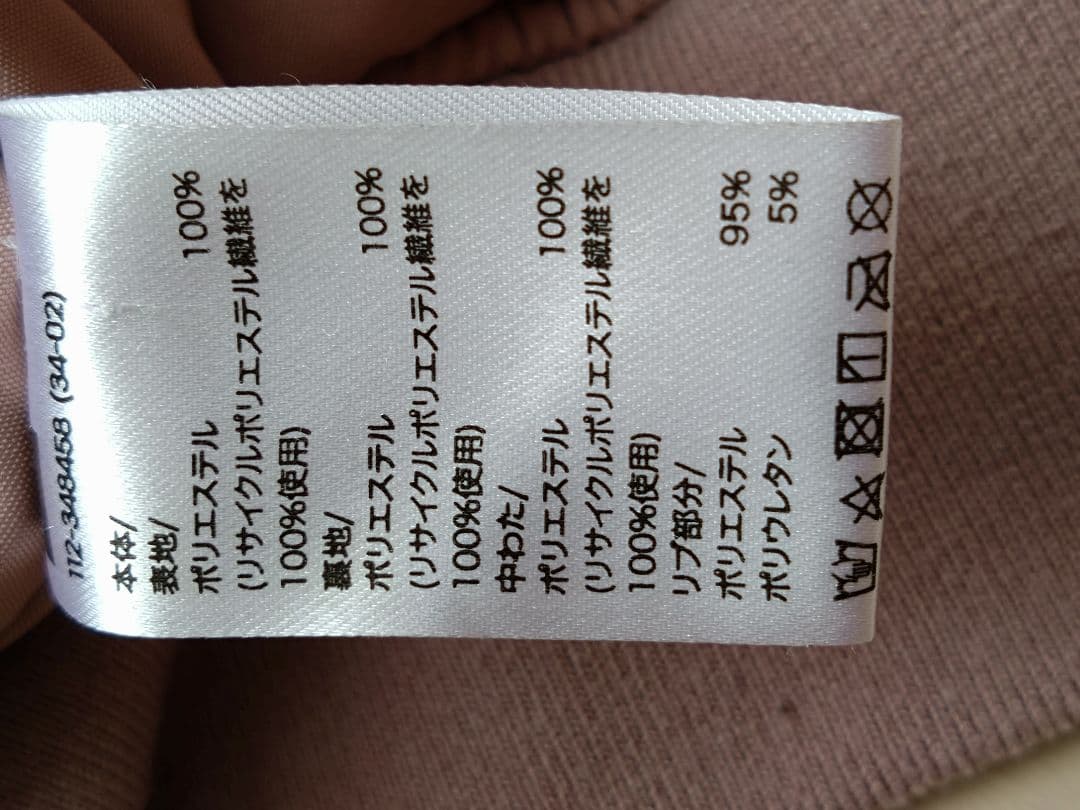 112-348458 (34-02)
本体/
表地/
ポリエステル 100%
(リサイクルポリエステル繊維を
100%使用)
裏地/
ポリエステル 100%
(リサイクルポリエステル繊維を
100%使用)
中わた/
ポリエステル 100%
(リサイクルポリエステル繊維を
100%使用)
リブ部分/
ポリエステル 95%
ポリウレタン 5%